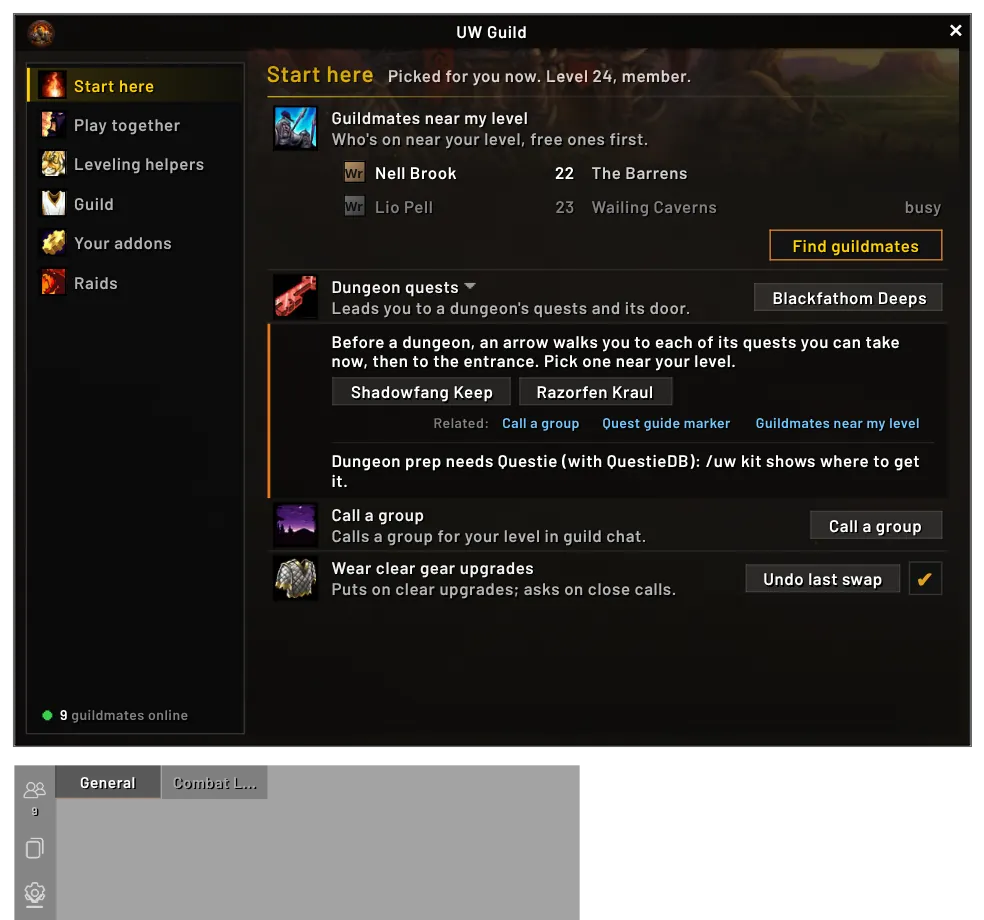 UW Guild
Start here
Play together
Leveling helpers
Guild
Your addons
Raids
9 guildmates online
Start here Picked for you now. Level 24, member.
Guildmates near my level
Who's on near your level, free ones first.
Wr Nell Brook 22 The Barrens
Wr Lio Pell 23 Wailing Caverns busy
Find guildmates
Dungeon quests
Leads you to a dungeon's quests and its door.
Blackfathom Deeps
Before a dungeon, an arrow walks you to each of its quests you can take
now, then to the entrance. Pick one near your level.
Shadowfang Keep Razorfen Kraul
Related: Call a group Quest guide marker Guildmates near my level
Dungeon prep needs Questie (with QuestieDB): /uw kit shows where to get
it.
Call a group
Calls a group for your level in guild chat.
Call a group
Wear clear gear upgrades
Puts on clear upgrades; asks on close calls.
Undo last swap
General Combat L...
9